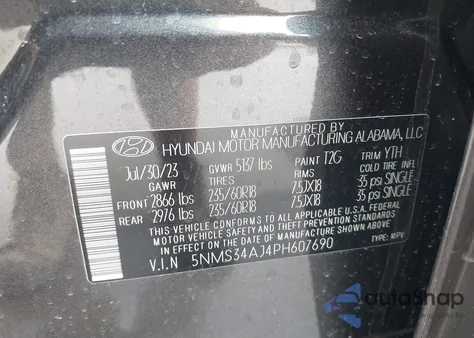 MANUFACTURED BY
HYUNDAI MOTOR MANUFACTURING ALABAMA, LLC
Jul/30/23 GVWR 5137 lbs PAINT T2G TRIM YTH
GAWR TIRES RIMS COLD TIRE INFL
FRONT 2866 lbs 235/60R18 7.5JX18 35 psi SINGLE
REAR 2976 lbs 235/60R18 7.5JX18 35 psi SINGLE
THIS VEHICLE CONFORMS TO ALL APPLICABLE FEDERAL
MOTOR VEHICLE SAFETY AND THEFT PREVENTION STANDARDS
IN EFFECT ON THE DATE OF MANUFACTURE SHOWN ABOVE.
V.I.N 5NMS34AJ4PH607690 TYPE: MPV
autoShap